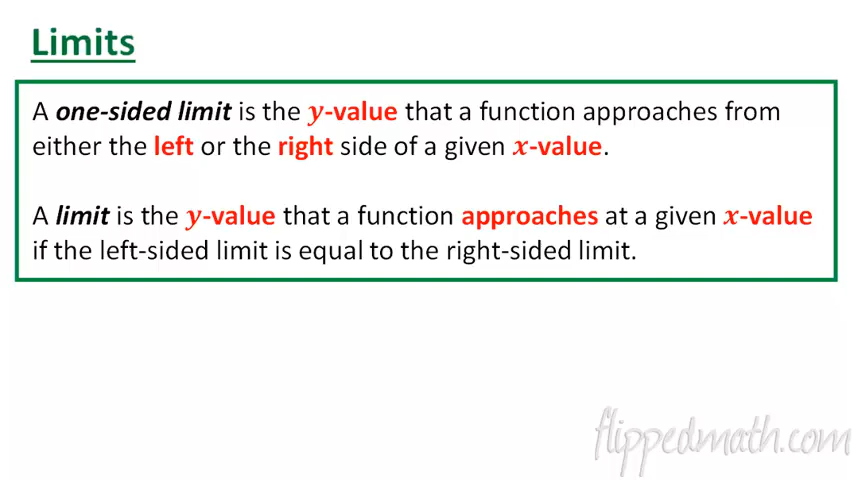 Limits
A one-sided limit is the y-value that a function approaches from
either the left or the right side of a given x-value.
A limit is the y-value that a function approaches at a given x-value
if the left-sided limit is equal to the right-sided limit.
flippedmath.com